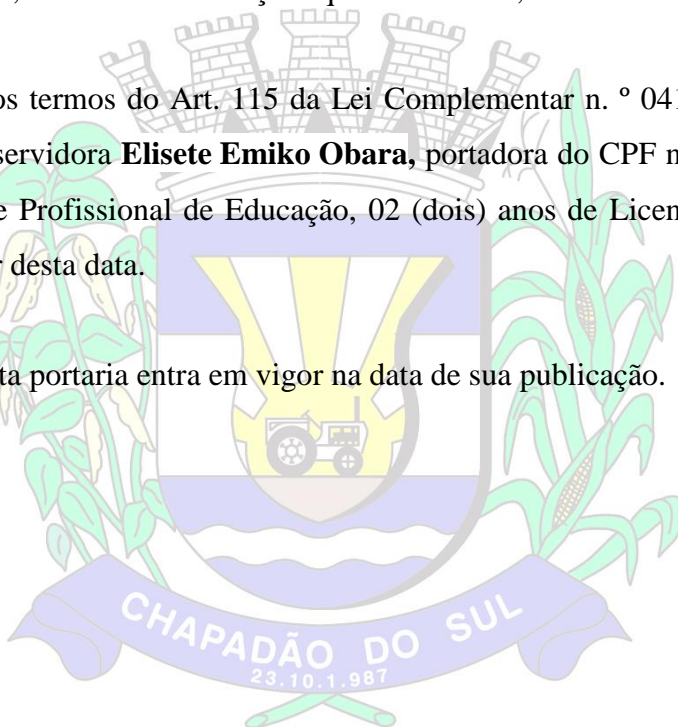 os termos do Art. 115 da Lei Complementar n. º 041
servidora Elisete Emiko Obara, portadora do CPF n
e Profissional de Educação, 02 (dois) anos de Licen
r desta data.
ta portaria entra em vigor na data de sua publicação.
CHAPADÃO DO SUL
23.10.1.987